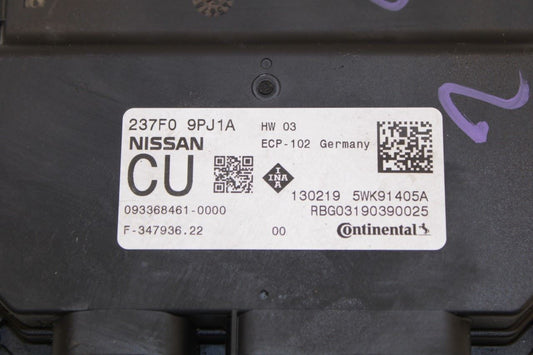 237F0 9PJ1A HW 03
NISSAN ECP-102 Germany
CU
INA
130219 5WK91405A
093368461-0000 RBG03190390025
F-347936.22 00 Continental